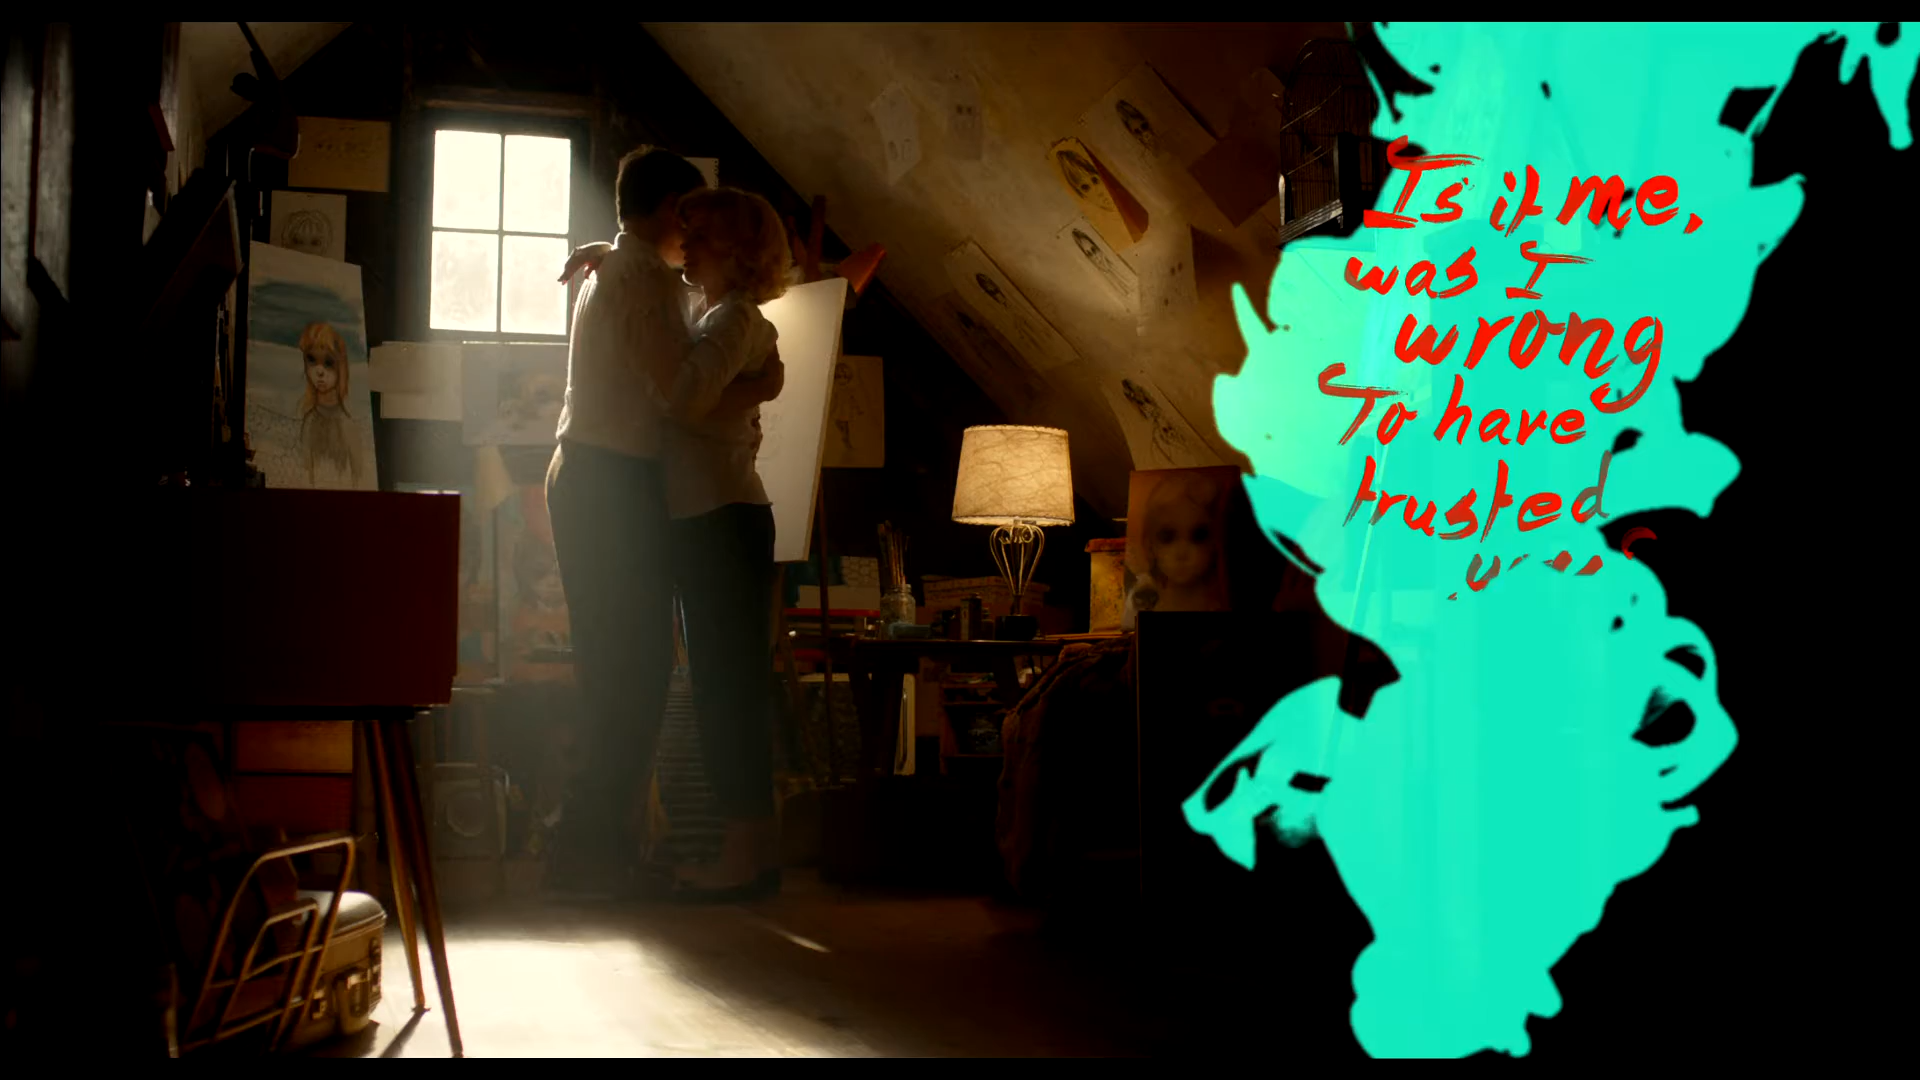 Is it me,
was I
wrong
To have
trusted